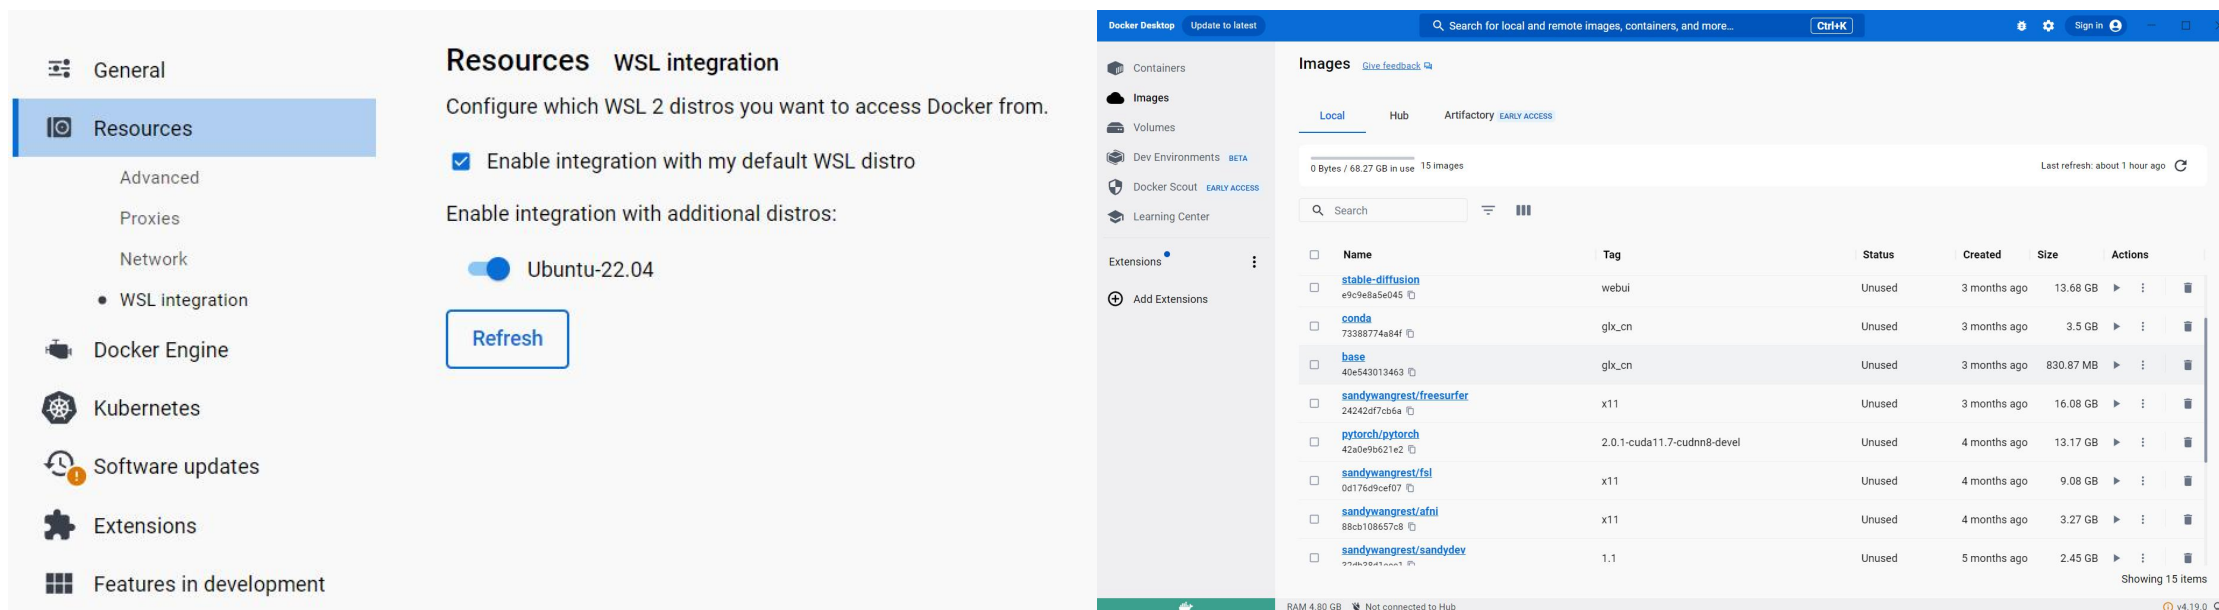 General
Resources
Advanced
Proxies
Network
WSL integration
Docker Engine
Kubernetes
Software updates
Extensions
Features in development
Resources WSL integration
Configure which WSL 2 distros you want to access Docker from.
Enable integration with my default WSL distro
Enable integration with additional distros:
Ubuntu-22.04
Refresh
Docker Desktop Update to latest Search for local and remote images, containers, and more... Ctrl+K Sign in
Containers
Images
Volumes
Dev Environments BETA
Docker Scout EARLY ACCESS
Learning Center
Extensions
Add Extensions
Images Give feedback
Local Hub Artifactory EARLY ACCESS
0 Bytes / 68.27 GB in use 15 images Last refresh: about 1 hour ago
Search
Name Tag Status Created Size Actions
stable-diffusion
e9c9e8a5e045 webui Unused 3 months ago 13.68 GB
conda
73388774a84f glx_cn Unused 3 months ago 3.5 GB
base
40e543013463 glx_cn Unused 3 months ago 830.87 MB
sandywangrest/freesurfer
24242df7cb6a x11 Unused 3 months ago 16.08 GB
pytorch/pytorch
42a0e9b621e2 2.0.1-cuda11.7-cudnn8-devel Unused 4 months ago 13.17 GB
sandywangrest/fsl
0d176d9cef07 x11 Unused 4 months ago 9.08 GB
sandywangrest/afni
88cb108657c8 x11 Unused 4 months ago 3.27 GB
sandywangrest/sandydev
1.1 Unused 5 months ago 2.45 GB
Showing 15 items
RAM 4.80 GB Not connected to Hub v4.19.0